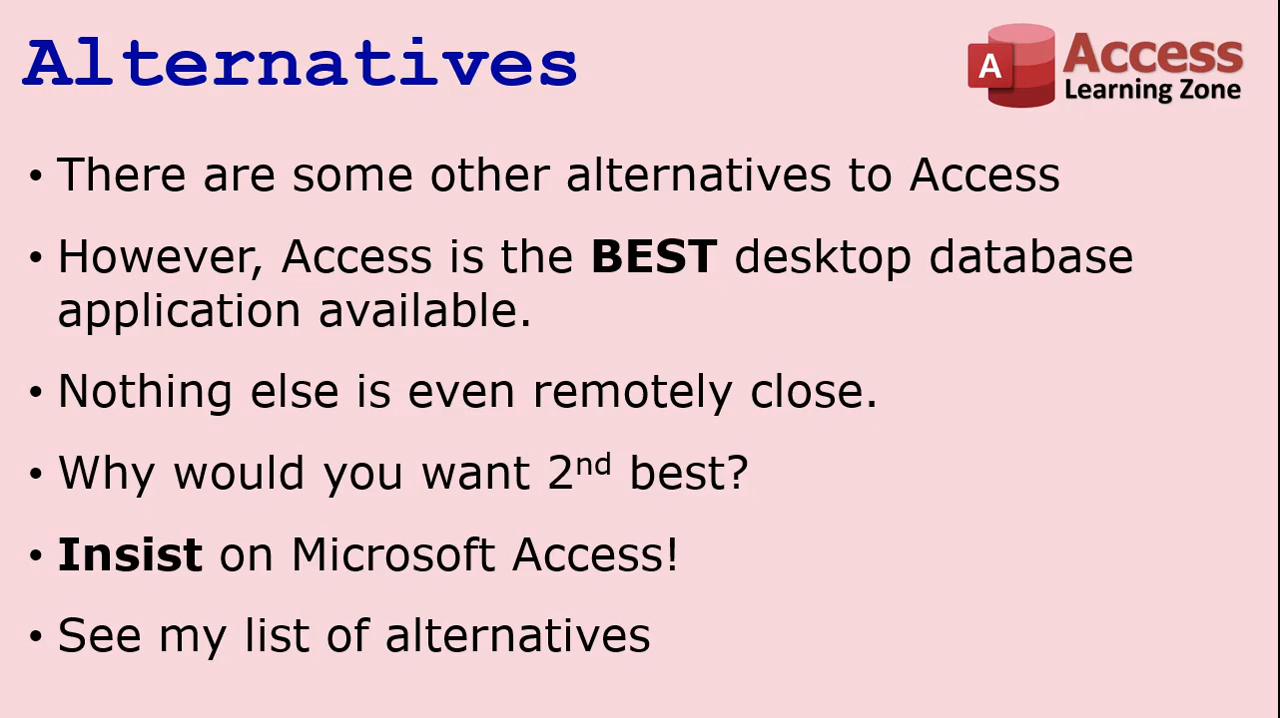 Alternatives
A Access
Learning Zone
• There are some other alternatives to Access
• However, Access is the BEST desktop database
application available.
• Nothing else is even remotely close.
• Why would you want 2nd best?
• Insist on Microsoft Access!
• See my list of alternatives